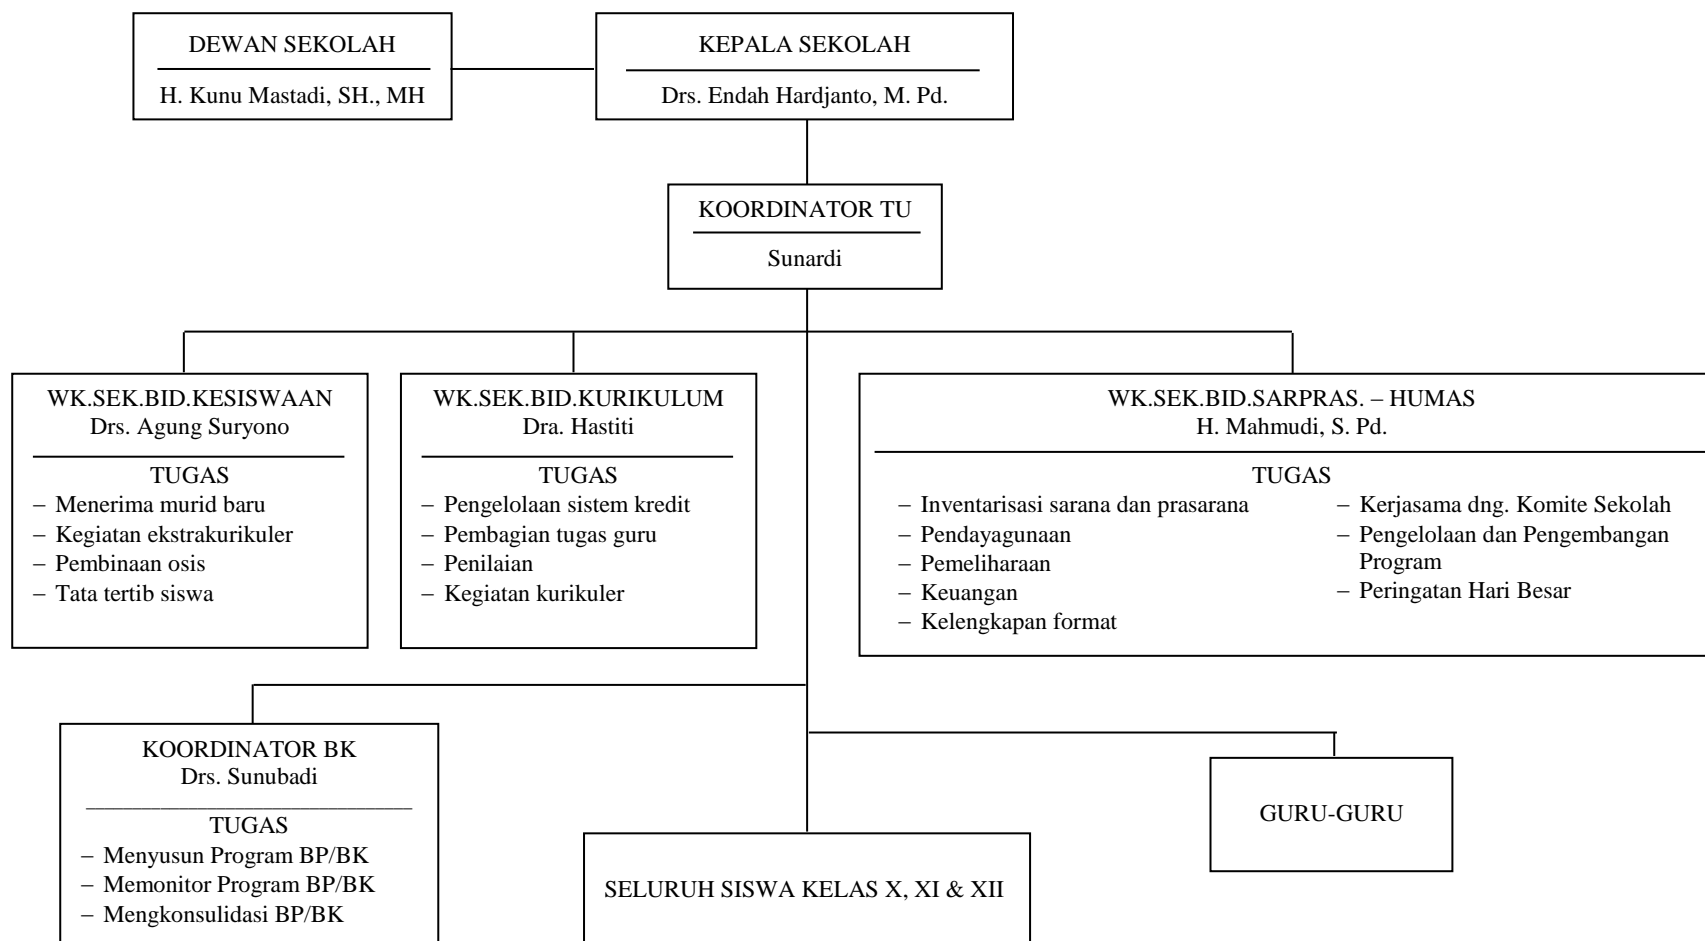 DEWAN SEKOLAH
H. Kunu Mastadi, SH., MH
KEPALA SEKOLAH
Drs. Endah Hardjanto, M. Pd.
KOORDINATOR TU
Sunardi
WK.SEK.BID.KESISWAAN
Drs. Agung Suryono
TUGAS
– Menerima murid baru
– Kegiatan ekstrakurikuler
– Pembinaan osis
– Tata tertib siswa
WK.SEK.BID.KURIKULUM
Dra. Hastiti
TUGAS
– Pengelolaan sistem kredit
– Pembagian tugas guru
– Penilaian
– Kegiatan kurikuler
WK.SEK.BID.SARPRAS. – HUMAS
H. Mahmudi, S. Pd.
TUGAS
– Inventarisasi sarana dan prasarana
– Pendayagunaan
– Pemeliharaan
– Keuangan
– Kelengkapan format
– Kerjasama dng. Komite Sekolah
– Pengelolaan dan Pengembangan
Program
– Peringatan Hari Besar
KOORDINATOR BK
Drs. Sunubadi
TUGAS
– Menyusun Program BP/BK
– Memonitor Program BP/BK
– Mengkonsulidasi BP/BK
SELURUH SISWA KELAS X, XI & XII
GURU-GURU